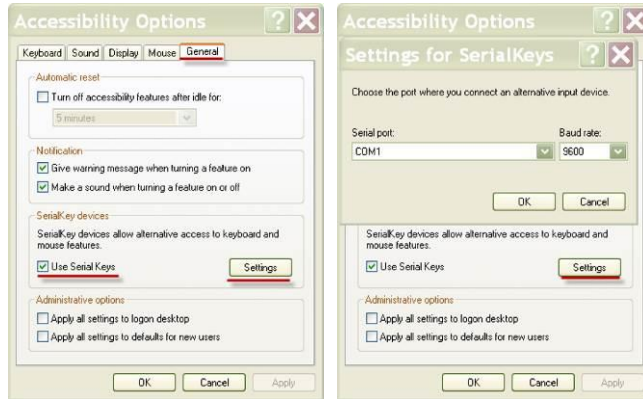 Accessibility Options
Keyboard Sound Display Mouse General
Automatic reset
Turn off accessibility features after idle for:
5 minutes
Notification
Give warning message when turning a feature on
Make a sound when turning a feature on or off
SerialKey devices
SerialKey devices allow alternative access to keyboard and
mouse features.
Use Serial Keys
Settings
Administrative options
Apply all settings to logon desktop
Apply all settings to defaults for new users
OK Cancel Apply
Accessibility Options
Settings for SerialKeys
Choose the port where you connect an alternative input device.
Serial port: Baud rate:
COM1 9600
OK Cancel
SerialKey devices allow alternative access to keyboard and
mouse features.
Use Serial Keys
Settings
Administrative options
Apply all settings to logon desktop
Apply all settings to defaults for new users
OK Cancel Apply